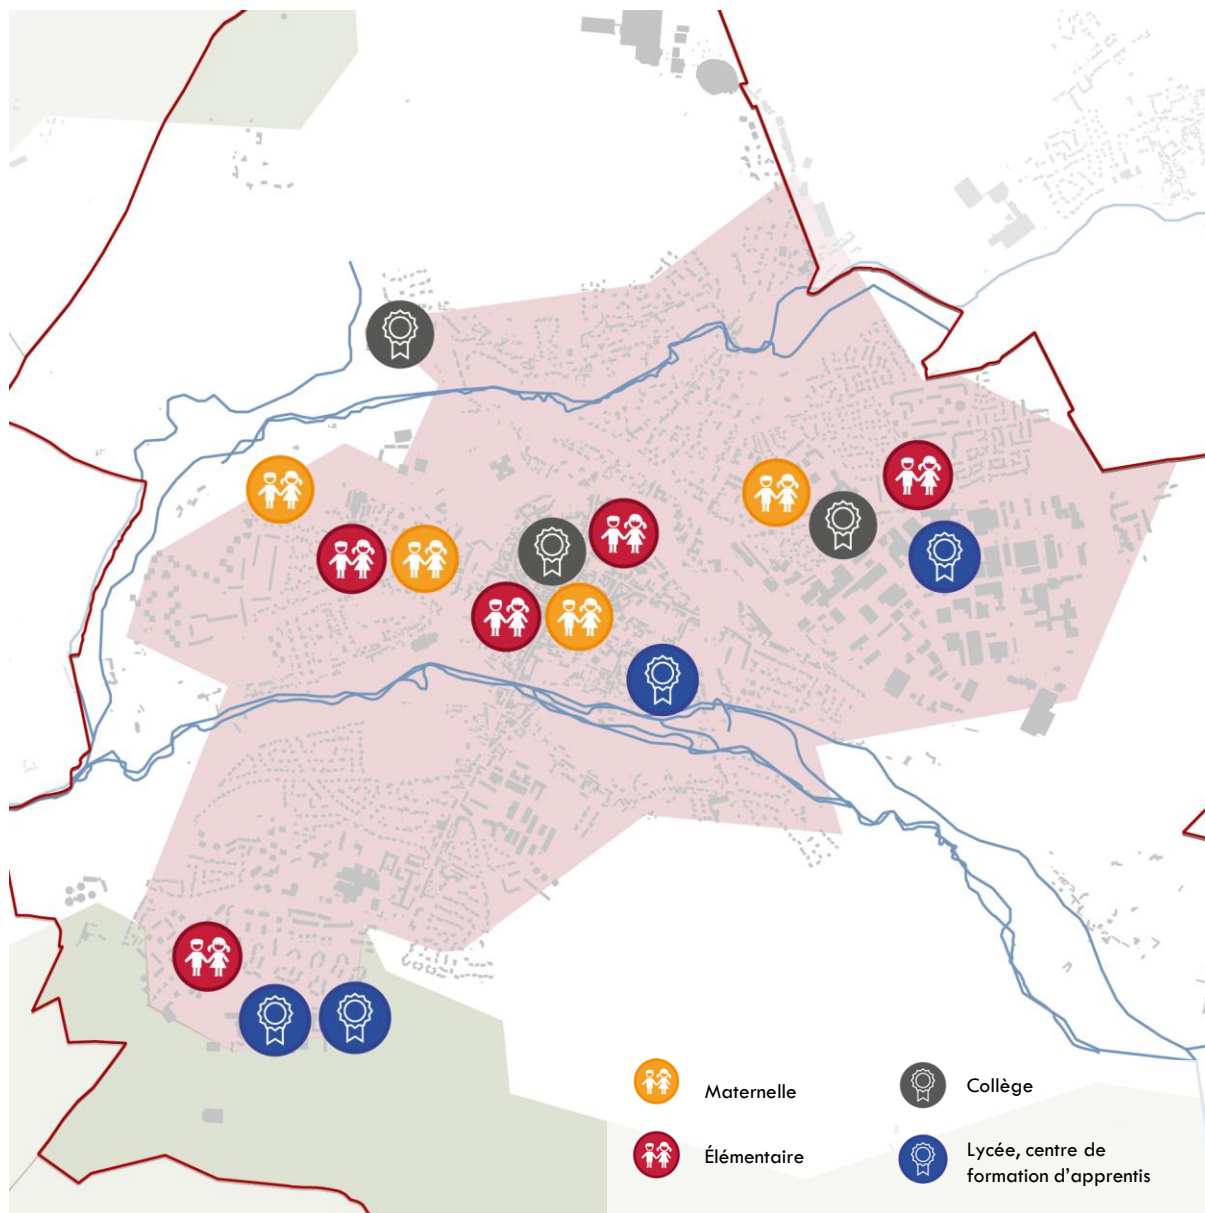 Maternelle
Élémentaire
Collège
Lycée, centre de
formation d'apprentis